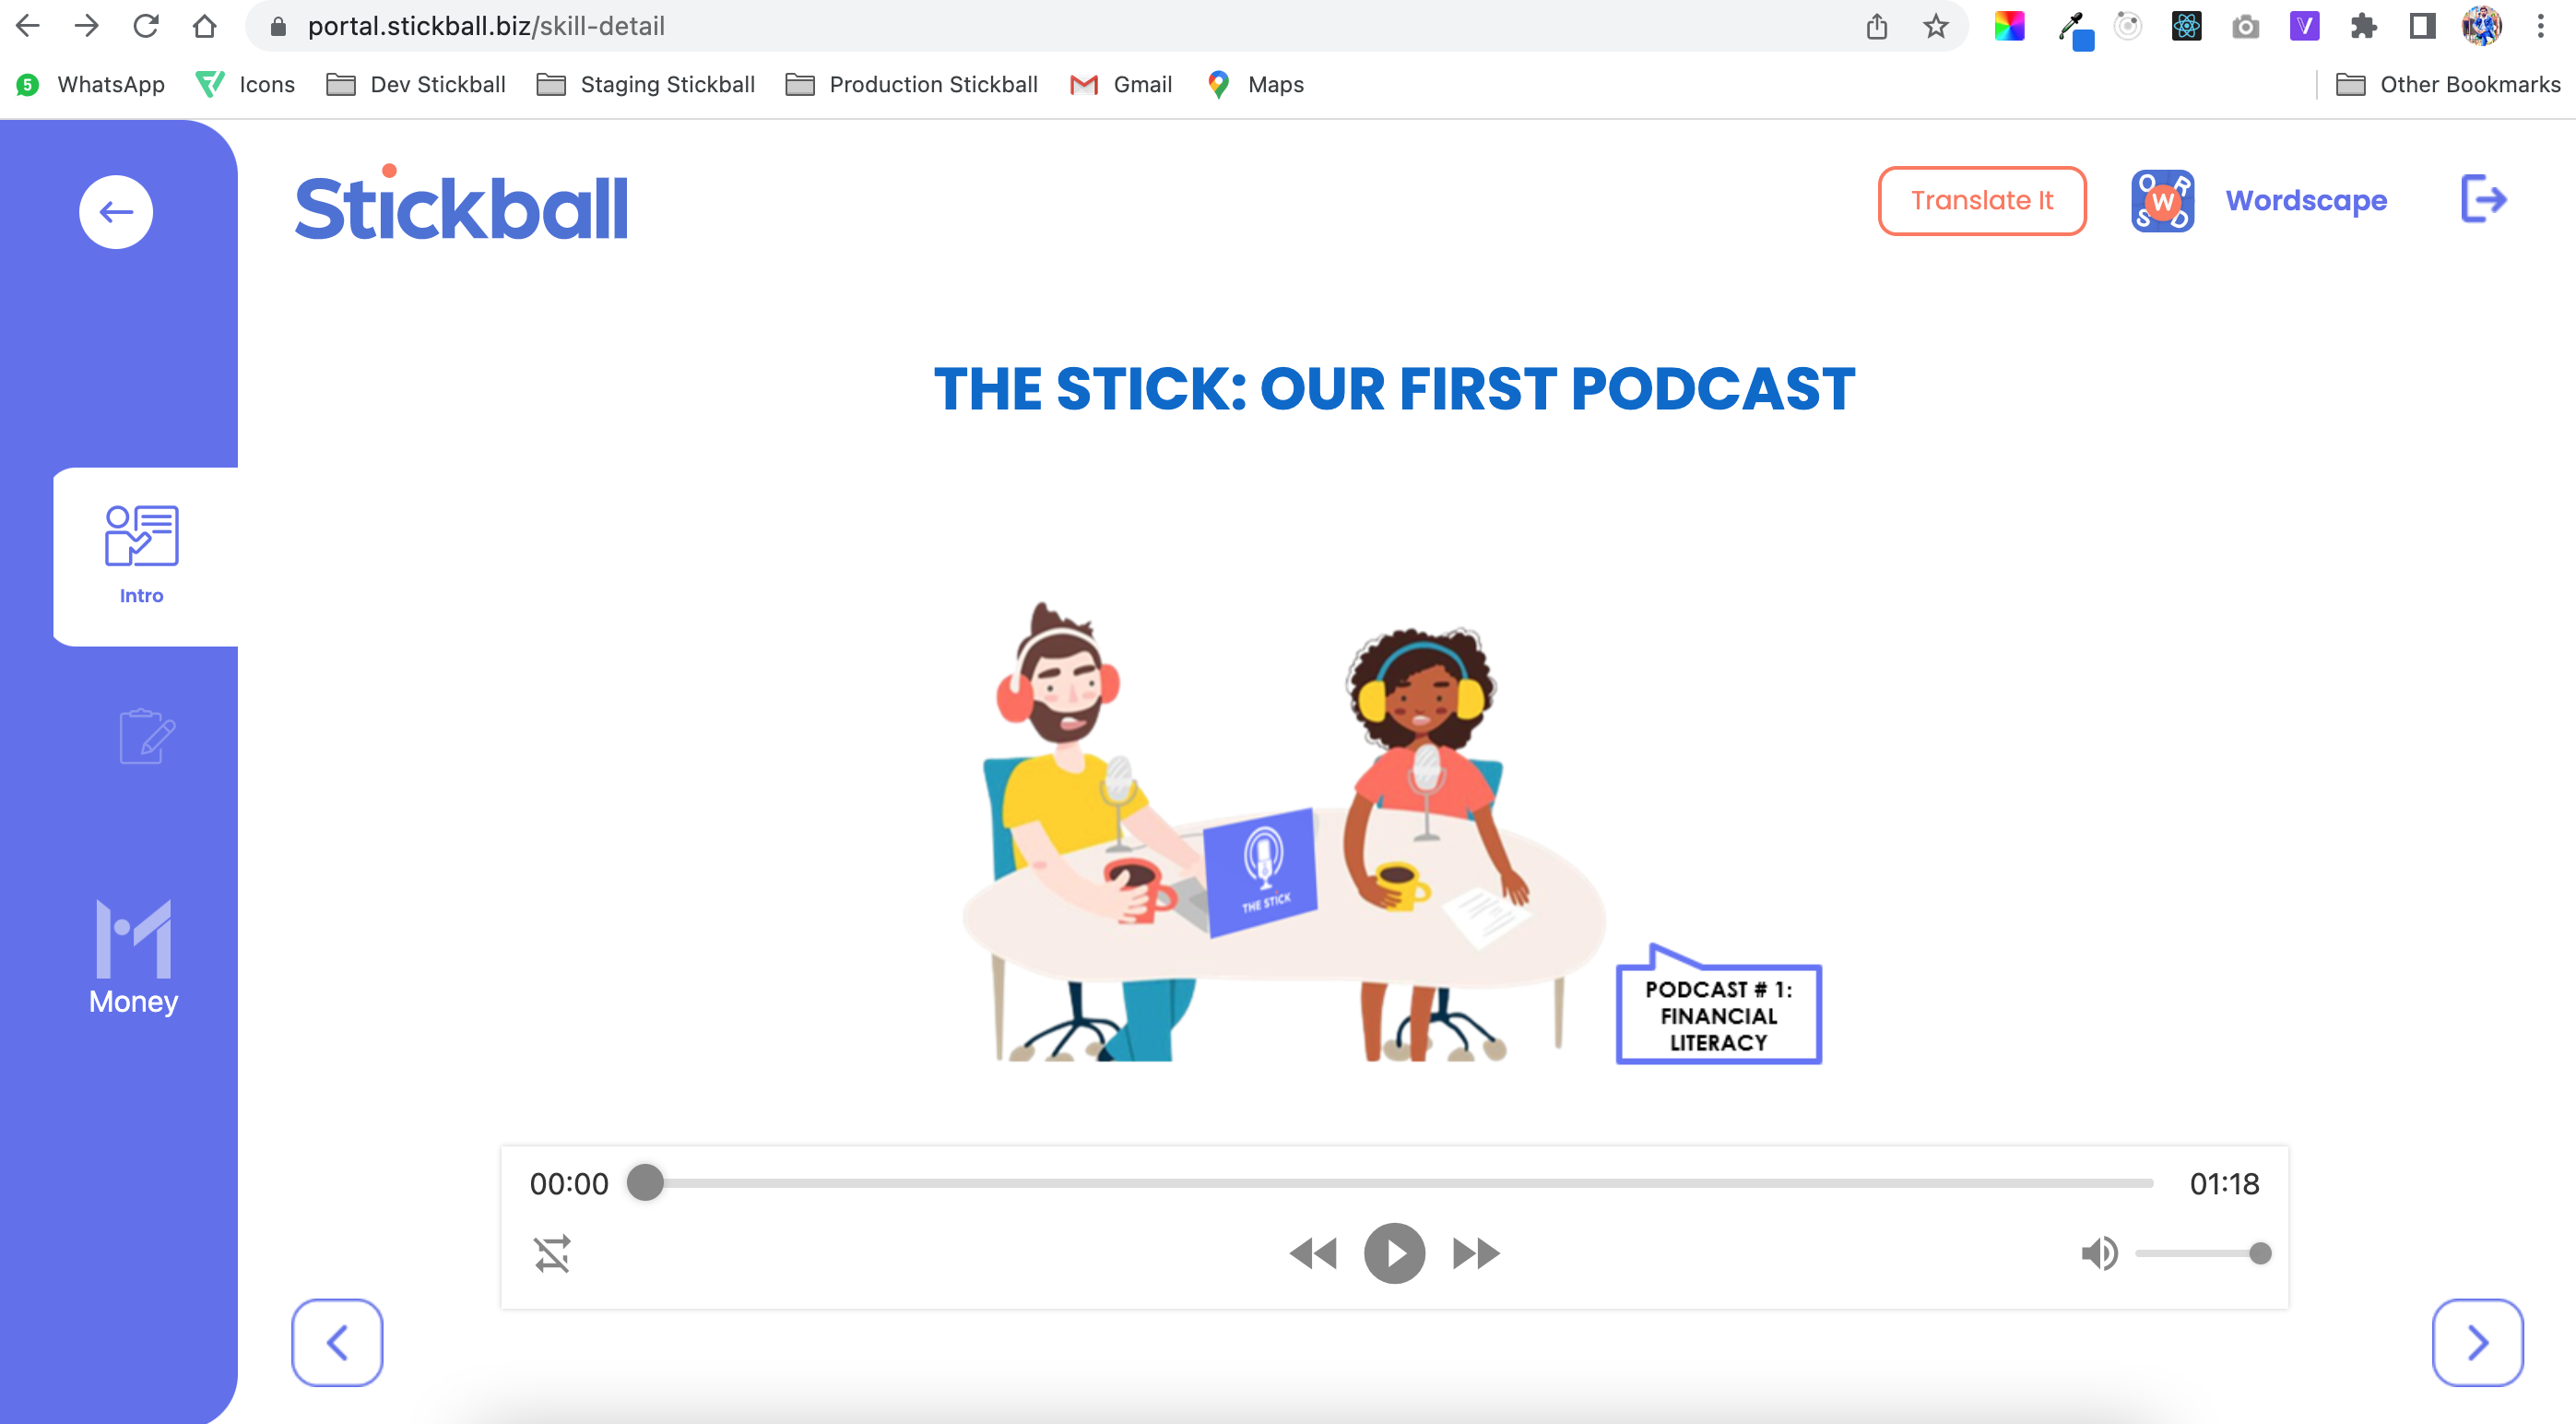 portal.stickball.biz/skill-detail
5 WhatsApp Icons Dev Stickball Staging Stickball Production Stickball Gmail Maps Other Bookmarks
Stickball
Translate It
O R W S D
Wordscape
THE STICK: OUR FIRST PODCAST
Intro
THE STICK
PODCAST # 1:
FINANCIAL
LITERACY
M
Money
00:00
01:18